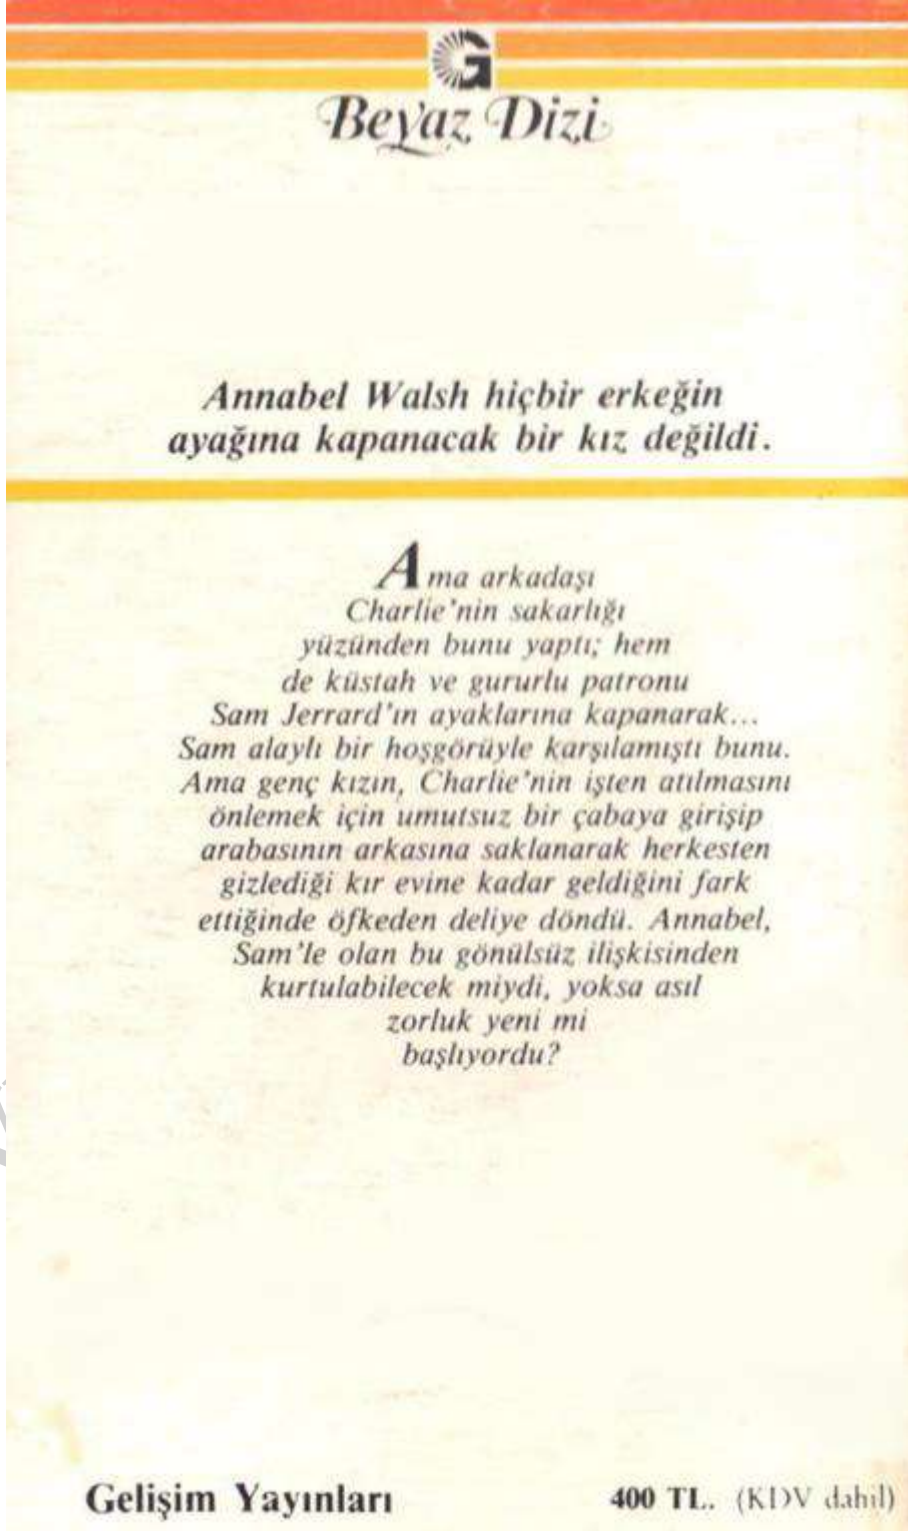 G
Beyaz Dizi
Annabel Walsh hiçbir erkeğin
ayağına kapanacak bir kız değildi.
Ama arkadaşı
Charlie'nin sakarlığı
yüzünden bunu yaptı; hem
de küstah ve gururlu patronu
Sam Jerrard'ın ayaklarına kapanarak...
Sam alaylı bir hoşgörüyle karşılamıştı bunu.
Ama genç kızın, Charlie'nin işten atılmasını
önlemek için umutsuz bir çabaya girişip
arabasının arkasına saklanarak herkesten
gizlediği kır evine kadar geldiğini fark
ettiğinde öfkeden deliye döndü. Annabel,
Sam'le olan bu gönülsüz ilişkisinden
kurtulabilecek miydi, yoksa asıl
zorluk yeni mi
başlıyordu?
Gelişim Yayınları
400 TL. (KDV dahil)